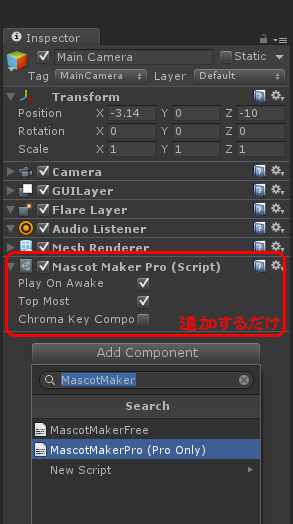 Inspector
Main Camera Static
Tag MainCamera Layer Default
Transform
Position X -3.14 Y 0 Z -10
Rotation X 0 Y 0 Z 0
Scale X 1 Y 1 Z 1
Camera
GUILayer
Flare Layer
Audio Listener
Mesh Renderer
Mascot Maker Pro (Script)
Play On Awake
Top Most
Chroma Key Compo
追加するだけ
Add Component
MascotMaker
Search
MascotMakerFree
MascotMakerPro (Pro Only)
New Script